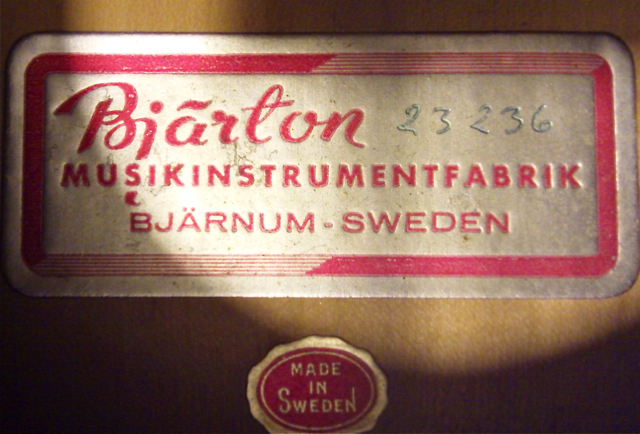 Bjärton 23236
MUSIKINSTRUMENTFABRIK
BJÄRNUM - SWEDEN
MADE
IN
SWEDEN